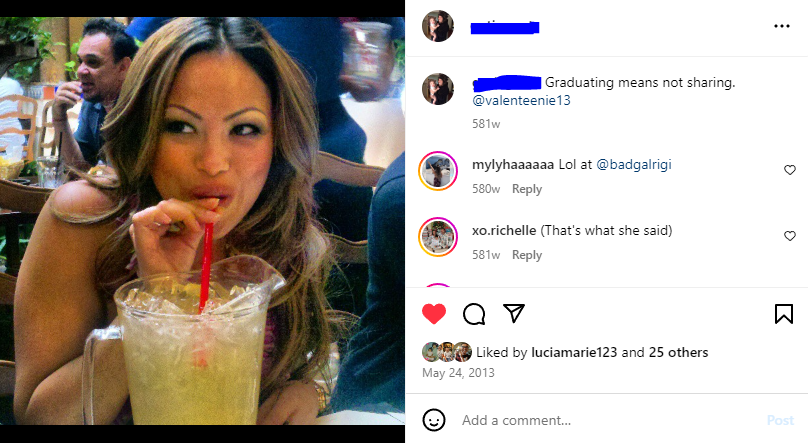 Graduating means not sharing.
@valenteenie13
581w
mylyhaaaaaa Lol at @badgalrigi
580w Reply
xo.richelle (That's what she said)
581w Reply
Liked by luciamarie123 and 25 others
May 24, 2013
Add a comment...
Post